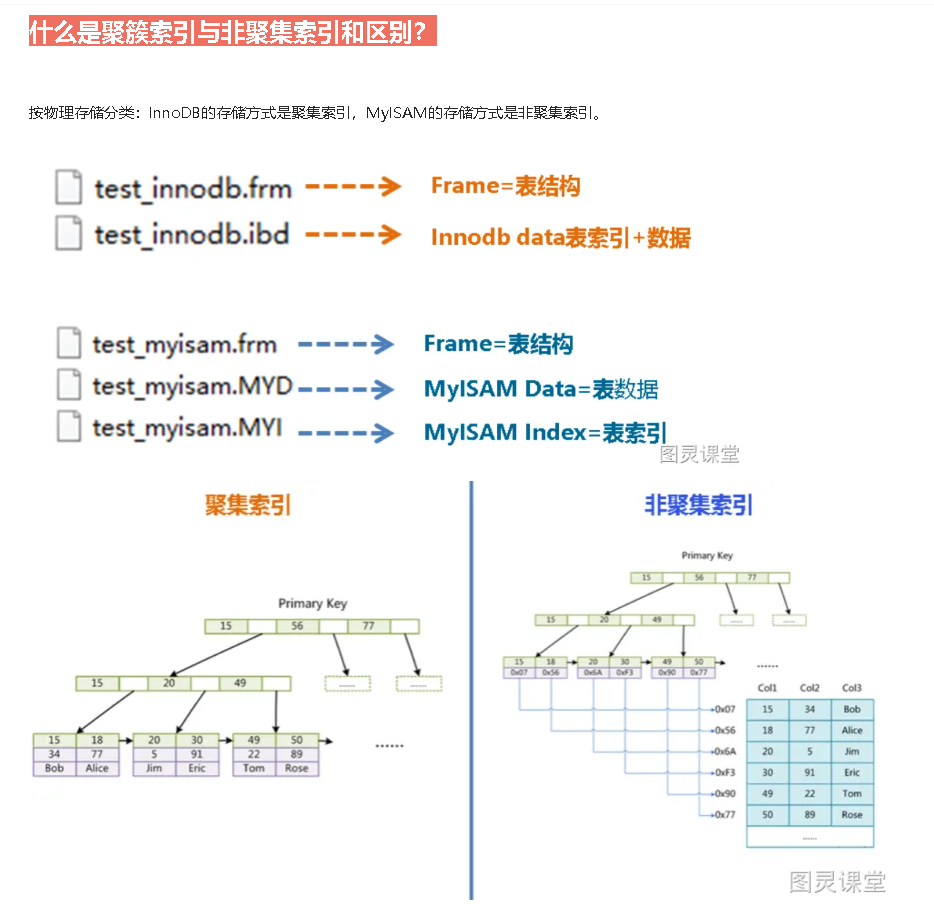 什么是聚簇索引与非聚集索引和区别？
按物理存储分类：InnoDB的存储方式是聚集索引，MyISAM的存储方式是非聚集索引。
test_innodb.frm Frame=表结构
test_innodb.ibd Innodb data表索引+数据
test_myisam.frm Frame=表结构
test_myisam.MYD MyISAM Data=表数据
test_myisam.MYI MyISAM Index=表索引
图灵课堂
聚集索引
Primary Key
15 56 77
15 20 49
...... ......
15 18 20 30 49 50
34 77 5 91 22 89
Bob Alice Jim Eric Tom Rose
......
非聚集索引
Primary Key
15 56 77
15 20 49
...... ......
15 18 20 30 49 50
0x07 0x56 0x6A 0xF3 0x90 0x77
......
Col1 Col2 Col3
0x07 15 34 Bob
0x56 18 77 Alice
0x6A 20 5 Jim
0xF3 30 91 Eric
0x90 49 22 Tom
0x77 50 89 Rose
......
图灵课堂